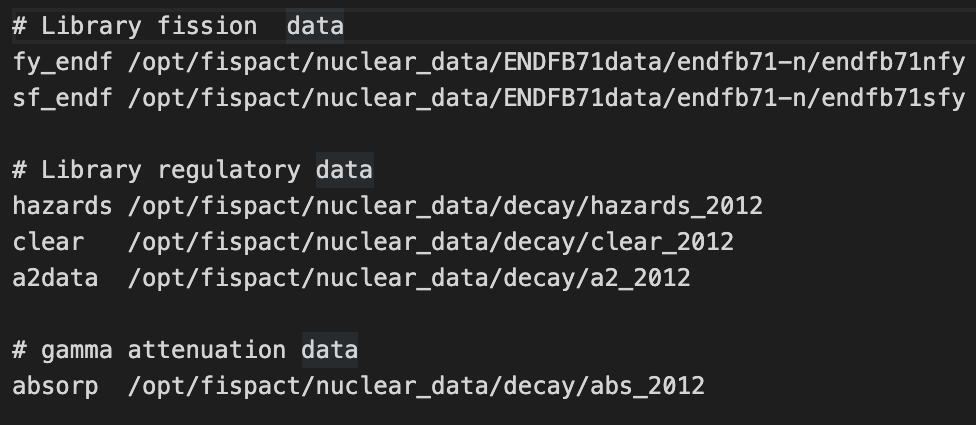 # Library fission  data
fy_endf /opt/fispact/nuclear_data/ENDFB71data/endfb71-n/endfb71nfy
sf_endf /opt/fispact/nuclear_data/ENDFB71data/endfb71-n/endfb71sfy
# Library regulatory data
hazards /opt/fispact/nuclear_data/decay/hazards_2012
clear   /opt/fispact/nuclear_data/decay/clear_2012
a2data  /opt/fispact/nuclear_data/decay/a2_2012
# gamma attenuation data
absorp  /opt/fispact/nuclear_data/decay/abs_2012